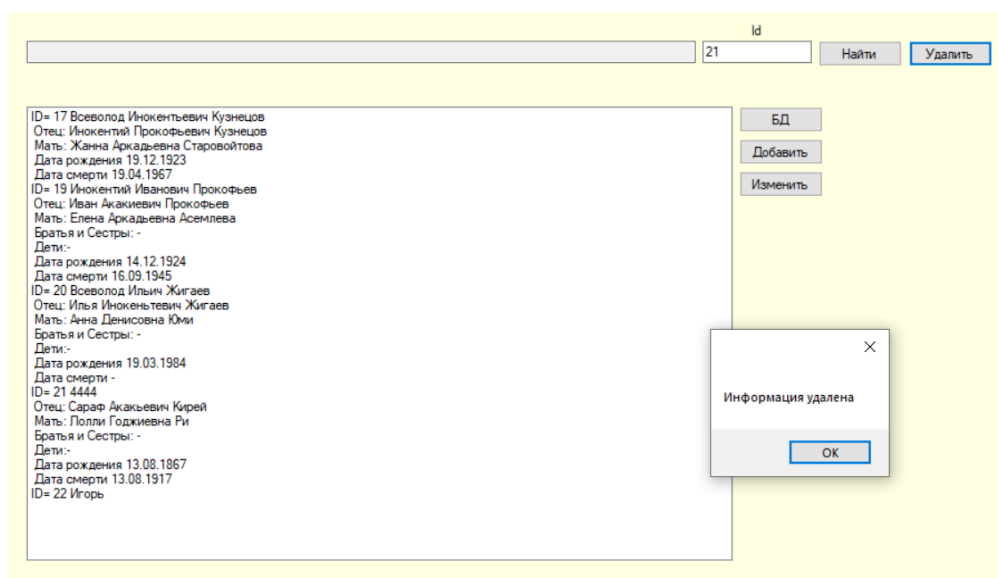 Id
21
Найти
Удалить
ID= 17 Всеволод Инокентьевич Кузнецов
Отец: Инокентий Прокофьевич Кузнецов
Мать: Жанна Аркадьевна Старовойтова
Дата рождения 19.12.1923
Дата смерти 19.04.1967
ID= 19 Инокентий Иванович Прокофьев
Отец: Иван Акакиевич Прокофьев
Мать: Елена Аркадьевна Асемлева
Братья и Сестры: -
Дети:-
Дата рождения 14.12.1924
Дата смерти 16.09.1945
ID= 20 Всеволод Ильич Жигаев
Отец: Илья Инокеньтевич Жигаев
Мать: Анна Денисовна Юми
Братья и Сестры: -
Дети:-
Дата рождения 19.03.1984
Дата смерти -
ID= 21 4444
Отец: Сараф Акакьевич Кирей
Мать: Лолли Годжиевна Ри
Братья и Сестры: -
Дети:-
Дата рождения 13.08.1867
Дата смерти 13.08.1917
ID= 22 Игорь
БД
Добавить
Изменить
Информация удалена
ОК